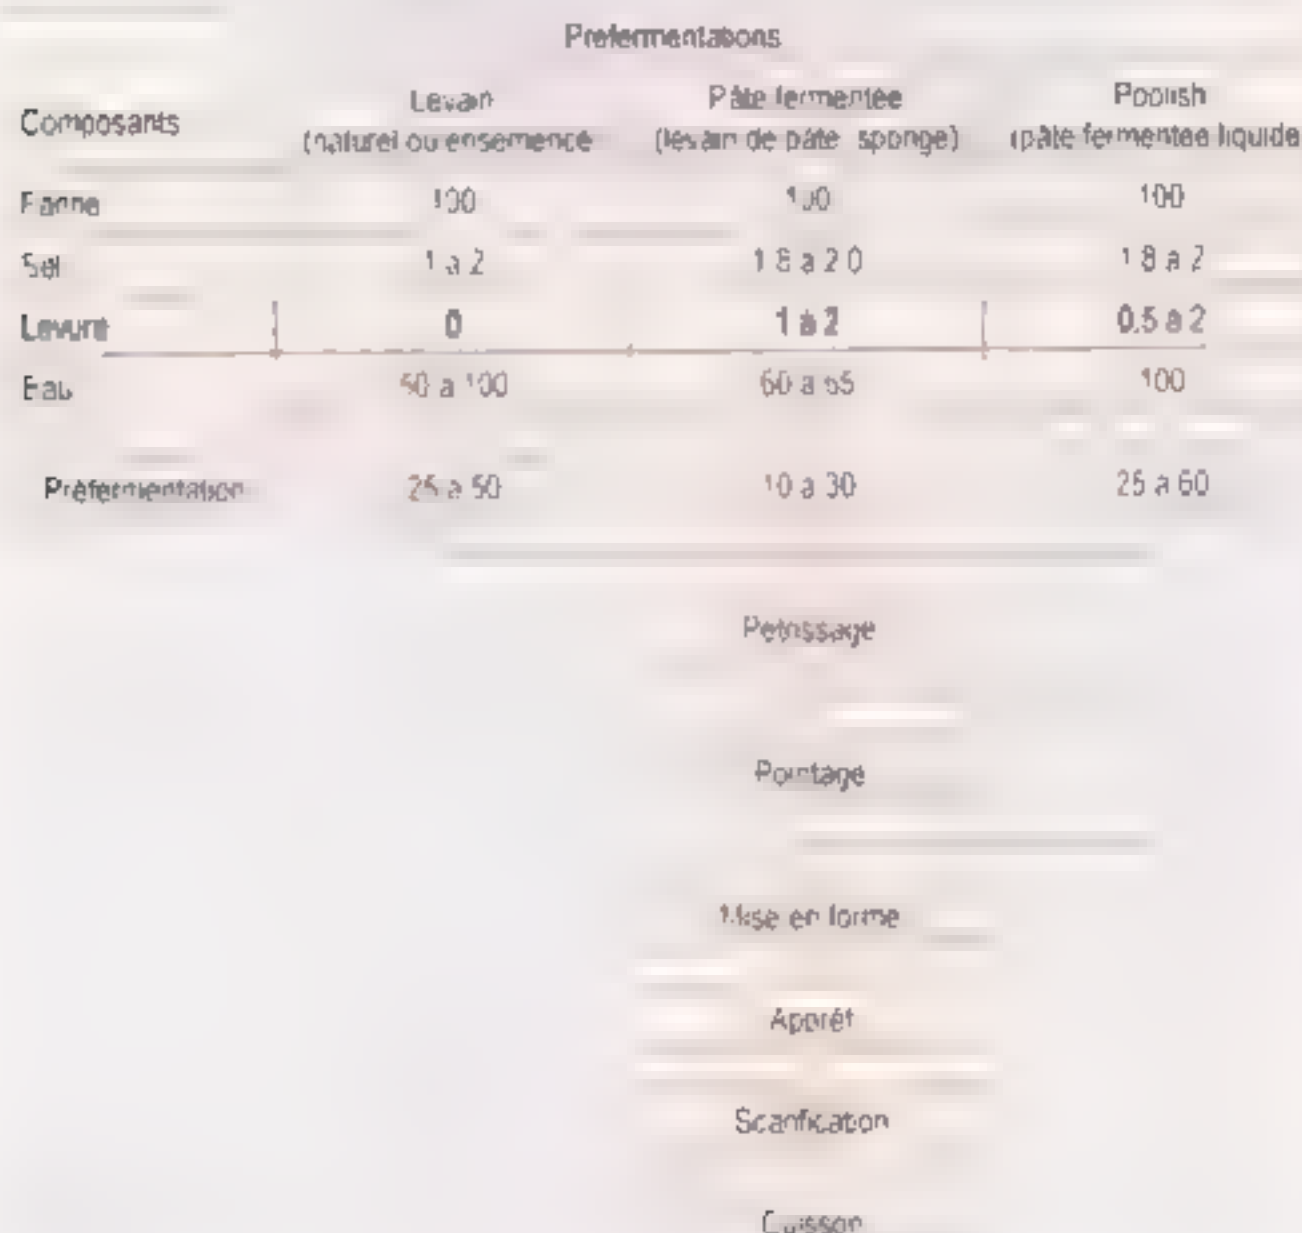 Préfermentations
Composants Levain Pâte fermentée Poolish
(naturel ou ensemencé (levain de pâte sponge) (pâte fermentée liquide
Farine 100 100 100
Sel 1 à 2 1.8 à 2.0 1.8 à 2
Levure 0 1 à 2 0.5 à 2
Eau à 100 60 à 65 100
Préfermentation 25 à 50 10 à 30 25 à 60
Pétrissage
Pointage
Mise en forme
Apprêt
Scarification
Cuisson